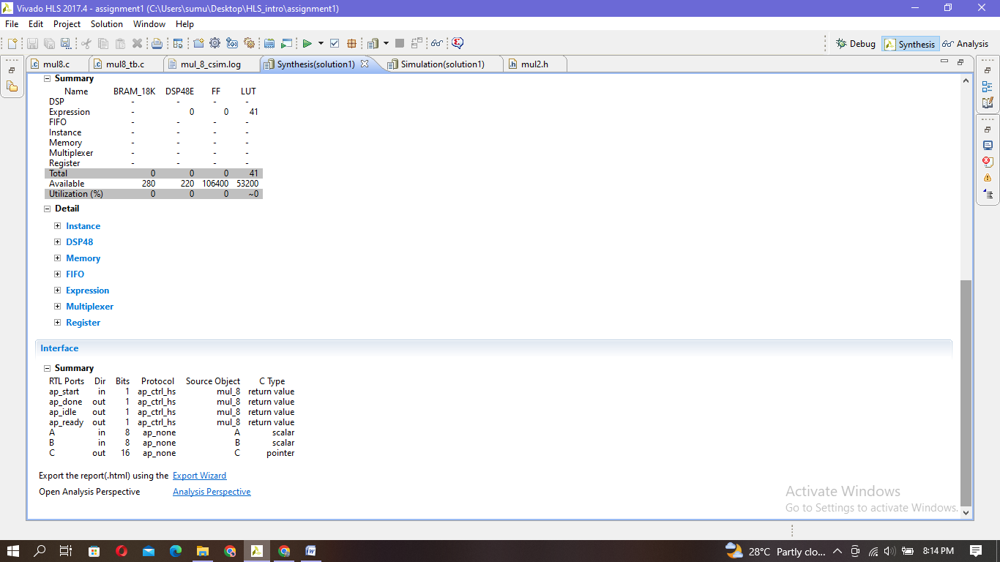 Vivado HLS 2017.4 - assignment1 (C:\Users\sumu\Desktop\HLS_intro\assignment1)
File Edit Project Solution Window Help
Debug Synthesis Analysis
mul8.c mul8_tb.c mul_8_csim.log Synthesis(solution1) Simulation(solution1) mul2.h
Summary
Name BRAM_18K DSP48E FF LUT
DSP - - - -
Expression - 0 0 41
FIFO - - - -
Instance - - - -
Memory - - - -
Multiplexer - - - -
Register - - - -
Total 0 0 0 41
Available 280 220 106400 53200
Utilization (%) 0 0 0 ~0
Detail
Instance
DSP48
Memory
FIFO
Expression
Multiplexer
Register
Interface
Summary
RTL Ports Dir Bits Protocol Source Object C Type
ap_start in 1 ap_ctrl_hs mul_8 return value
ap_done out 1 ap_ctrl_hs mul_8 return value
ap_idle out 1 ap_ctrl_hs mul_8 return value
ap_ready out 1 ap_ctrl_hs mul_8 return value
A in 8 ap_none A scalar
B in 8 ap_none B scalar
C out 16 ap_none C pointer
Export the report(.html) using the Export Wizard
Open Analysis Perspective Analysis Perspective
Activate Windows
Go to Settings to activate Windows.
28°C Partly clo... 8:14 PM